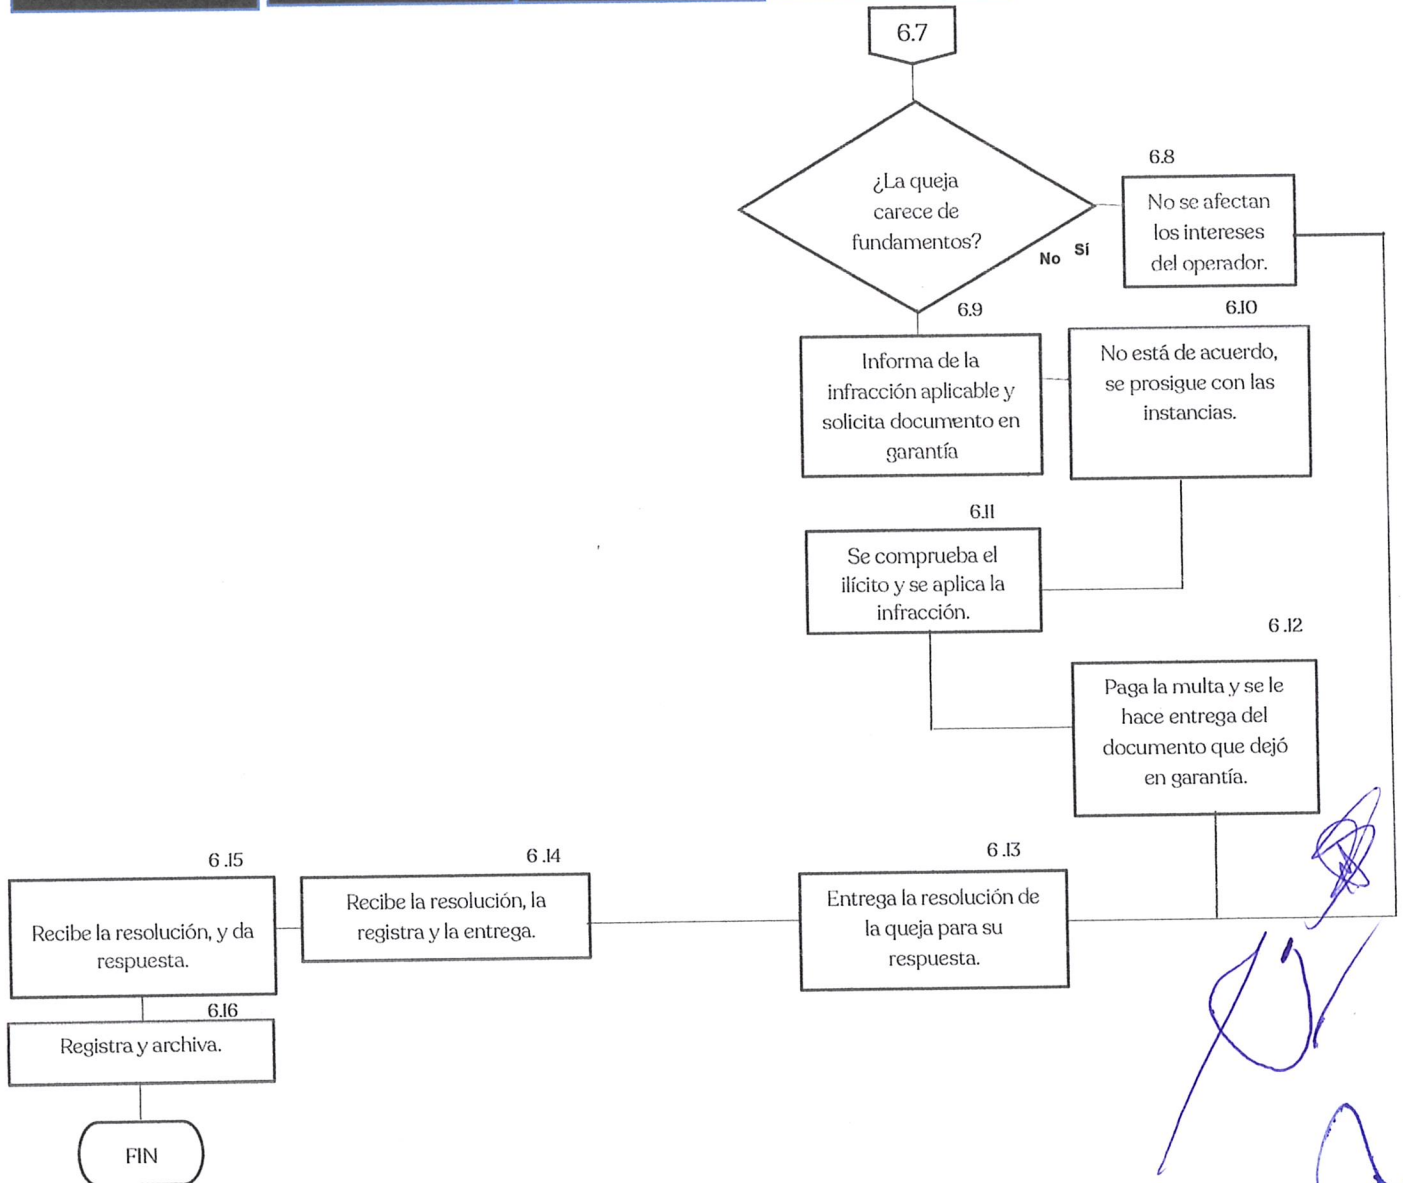 6.7
¿La queja
carece de
fundamentos?
No Sí
6.8
No se afectan
los intereses
del operador.
6.9
Informa de la
infracción aplicable y
solicita documento en
garantía
6.10
No está de acuerdo,
se prosigue con las
instancias.
6.11
Se comprueba el
ilícito y se aplica la
infracción.
6.12
Paga la multa y se le
hace entrega del
documento que dejó
en garantía.
6.13
Entrega la resolución de
la queja para su
respuesta.
6.14
Recibe la resolución, la
registra y la entrega.
6.15
Recibe la resolución, y da
respuesta.
6.16
Registra y archiva.
FIN